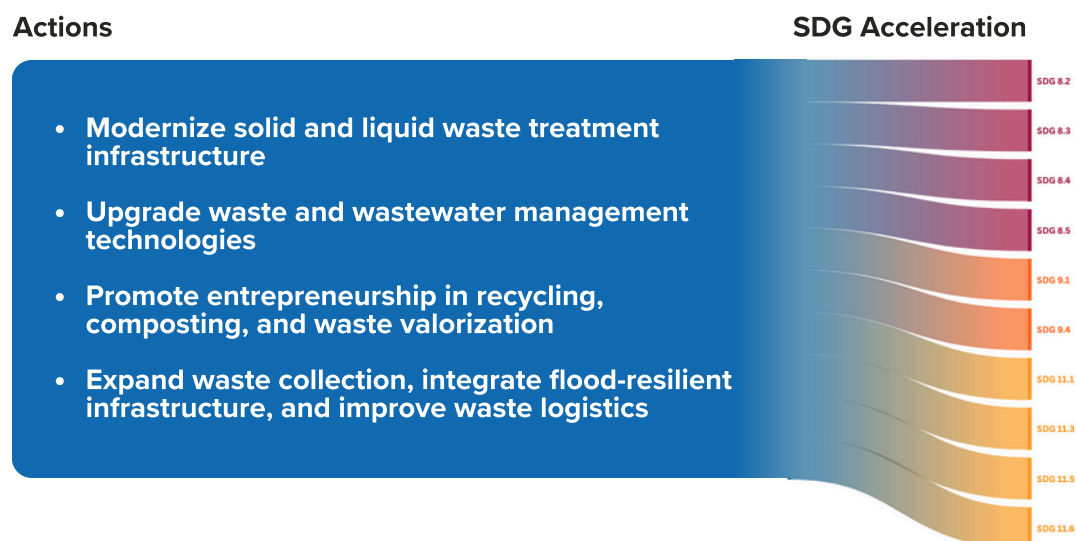 Actions
SDG Acceleration
• Modernize solid and liquid waste treatment
infrastructure
• Upgrade waste and wastewater management
technologies
• Promote entrepreneurship in recycling,
composting, and waste valorization
• Expand waste collection, integrate flood-resilient
infrastructure, and improve waste logistics
SDG 8.2
SDG 8.3
SDG 8.4
SDG 8.5
SDG 9.1
SDG 9.4
SDG 11.1
SDG 11.3
SDG 11.5
SDG 11.6